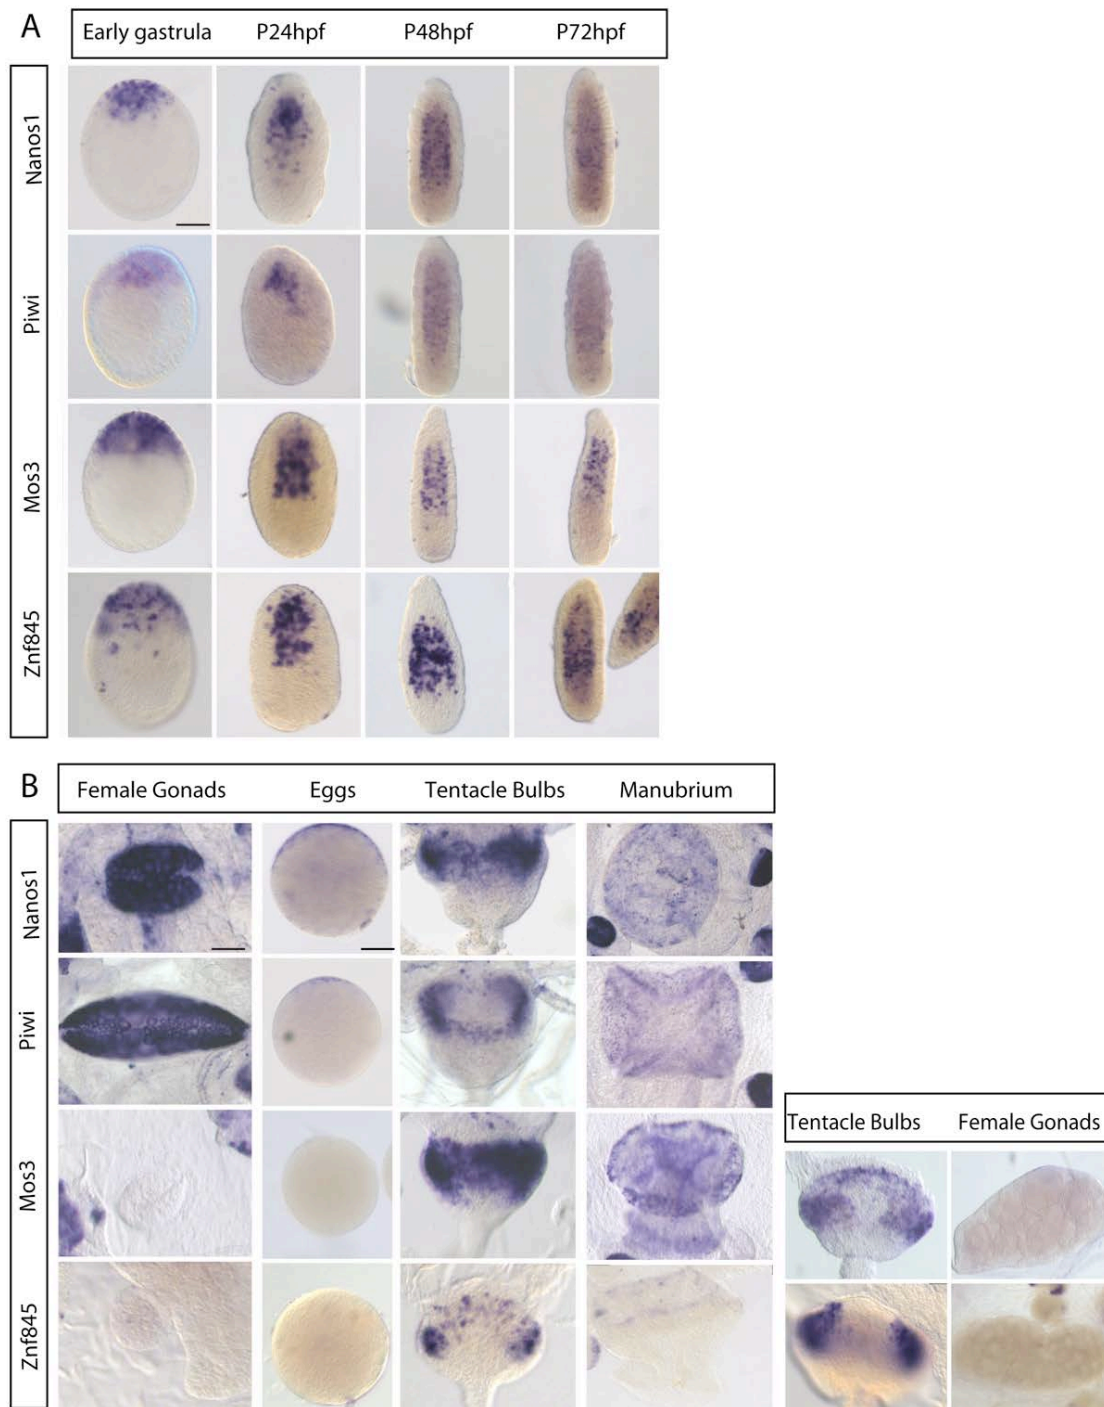 A
Early gastrula P24hpf P48hpf P72hpf
Nanos1
Piwi
Mos3
Znf845
B
Female Gonads Eggs Tentacle Bulbs Manubrium
Nanos1
Piwi
Mos3
Znf845
Tentacle Bulbs Female Gonads